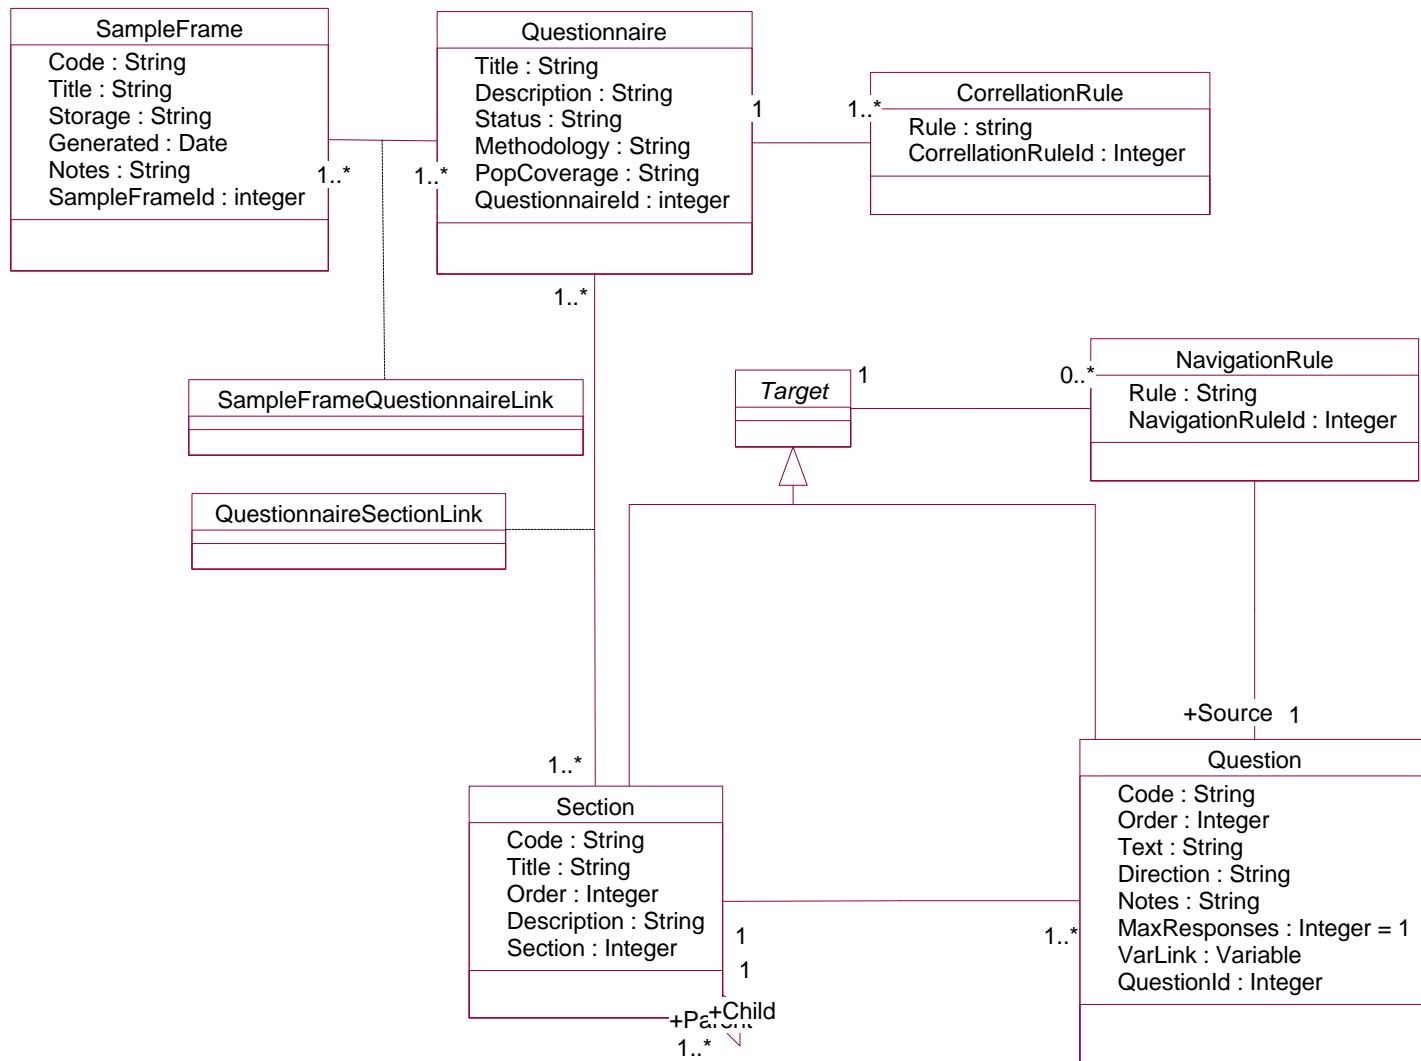 SampleFrame
Code : String
Title : String
Storage : String
Generated : Date
Notes : String
SampleFrameId : integer
1..*
1..*
Questionnaire
Title : String
Description : String
Status : String
Methodology : String
PopCoverage : String
QuestionnaireId : integer
1
1..*
CorrellationRule
Rule : string
CorrellationRuleId : Integer
1..*
SampleFrameQuestionnaireLink
QuestionnaireSectionLink
Target
1
0..*
NavigationRule
Rule : String
NavigationRuleId : Integer
+Source 1
1..*
Section
Code : String
Title : String
Order : Integer
Description : String
Section : Integer
1
1
+Child
+Parent
1..*
1..*
Question
Code : String
Order : Integer
Text : String
Direction : String
Notes : String
MaxResponses : Integer = 1
VarLink : Variable
QuestionId : Integer